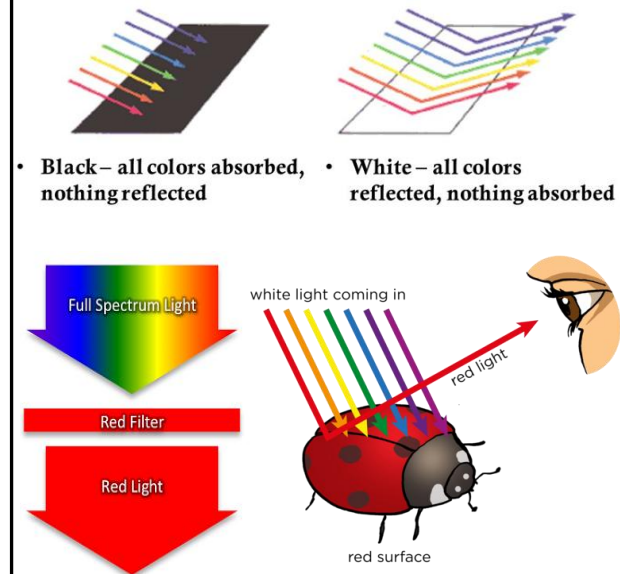 • Black – all colors absorbed,
nothing reflected
• White – all colors
reflected, nothing absorbed
Full Spectrum Light
Red Filter
Red Light
white light coming in
red light
red surface